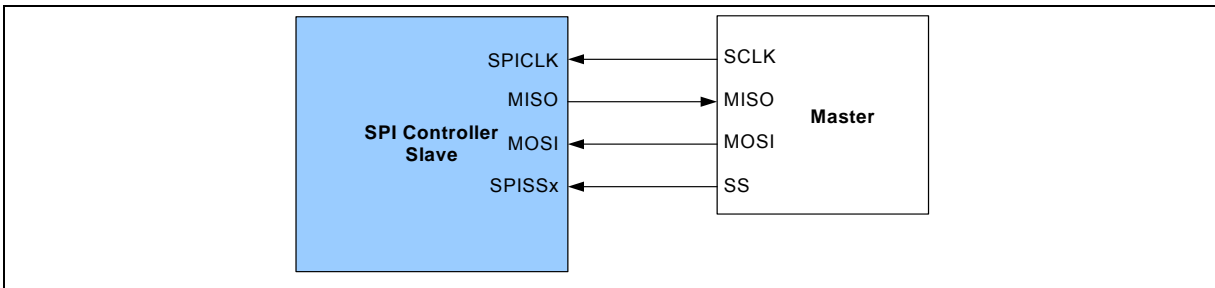 SPICLK
MISO
SPI Controller
Slave
MOSI
SPISSx
SCLK
MISO
Master
MOSI
SS